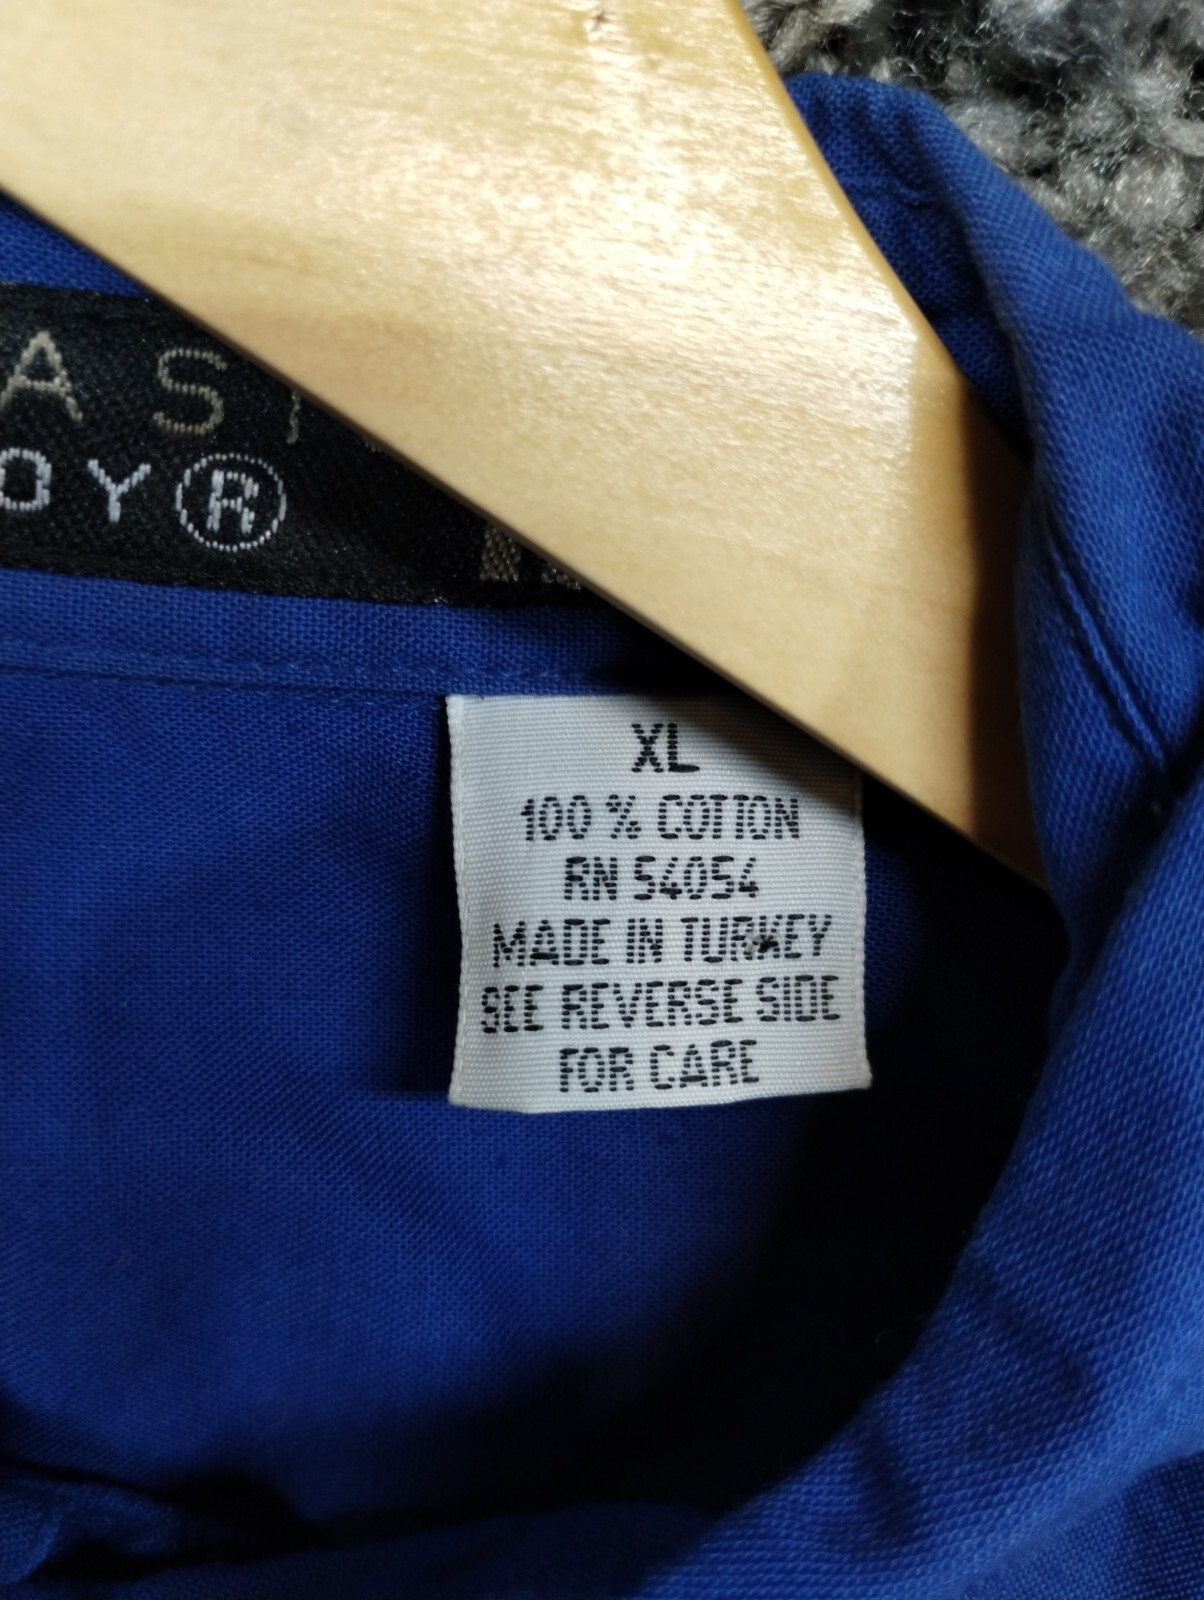 XL
100 % COTTON
RN 54054
MADE IN TURKEY
SEE REVERSE SIDE
FOR CARE